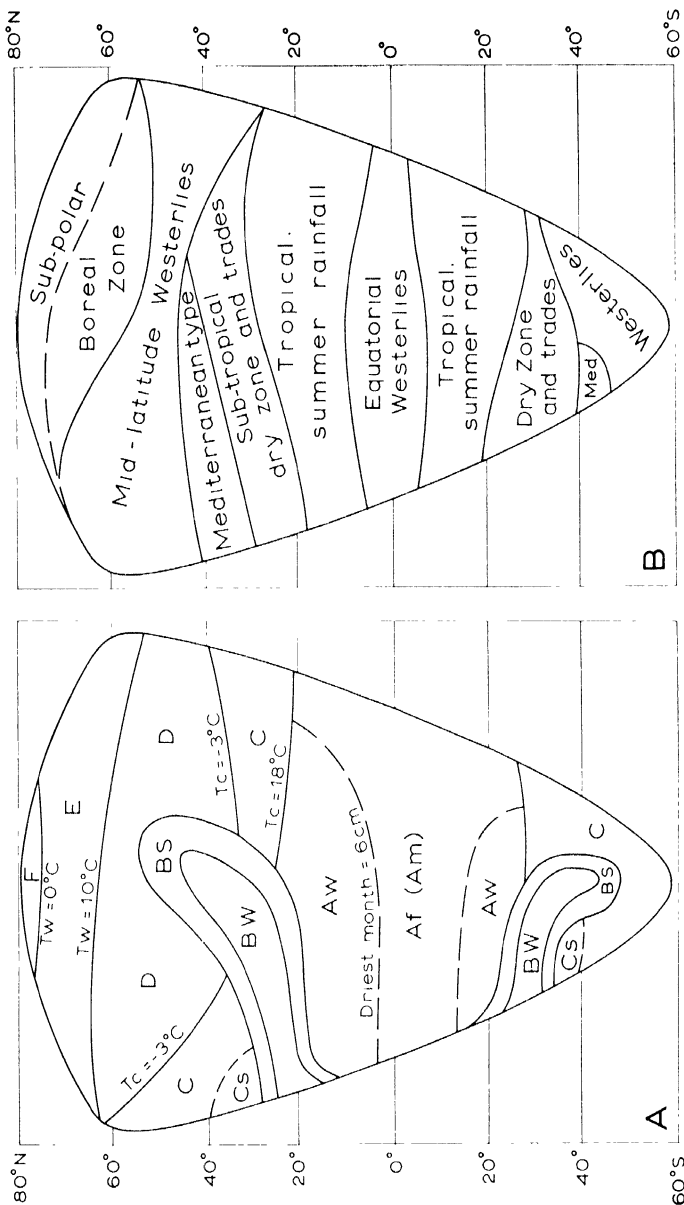 80°N
60°
40°
20°
0°
20°
40°
60°S
F
Tw=0°C
E
Tw=10°C
D
D
Tc=-3°C
Tc=-3°C
C
C
Tc=18°C
BS
BW
Cs
Aw
Driest month = 6cm
Af (Am)
Aw
C
BS
BW
Cs
A
80°N
60°
40°
20°
0°
20°
40°
60°S
Sub-polar
Boreal
Zone
Mid-latitude Westerlies
Mediterranean type
Sub-tropical
dry zone and trades
Tropical.
summer rainfall
Equatorial
Westerlies
Tropical.
summer rainfall
Dry Zone
and trades
Med
Westerlies
B